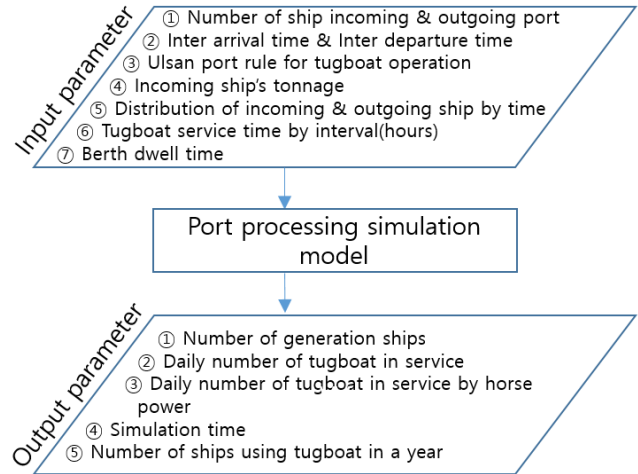 Input parameter
① Number of ship incoming & outgoing port
② Inter arrival time & Inter departure time
③ Ulsan port rule for tugboat operation
④ Incoming ship's tonnage
⑤ Distribution of incoming & outgoing ship by time
⑥ Tugboat service time by interval(hours)
⑦ Berth dwell time
Port processing simulation
model
Output parameter
① Number of generation ships
② Daily number of tugboat in service
③ Daily number of tugboat in service by horse
power
④ Simulation time
⑤ Number of ships using tugboat in a year